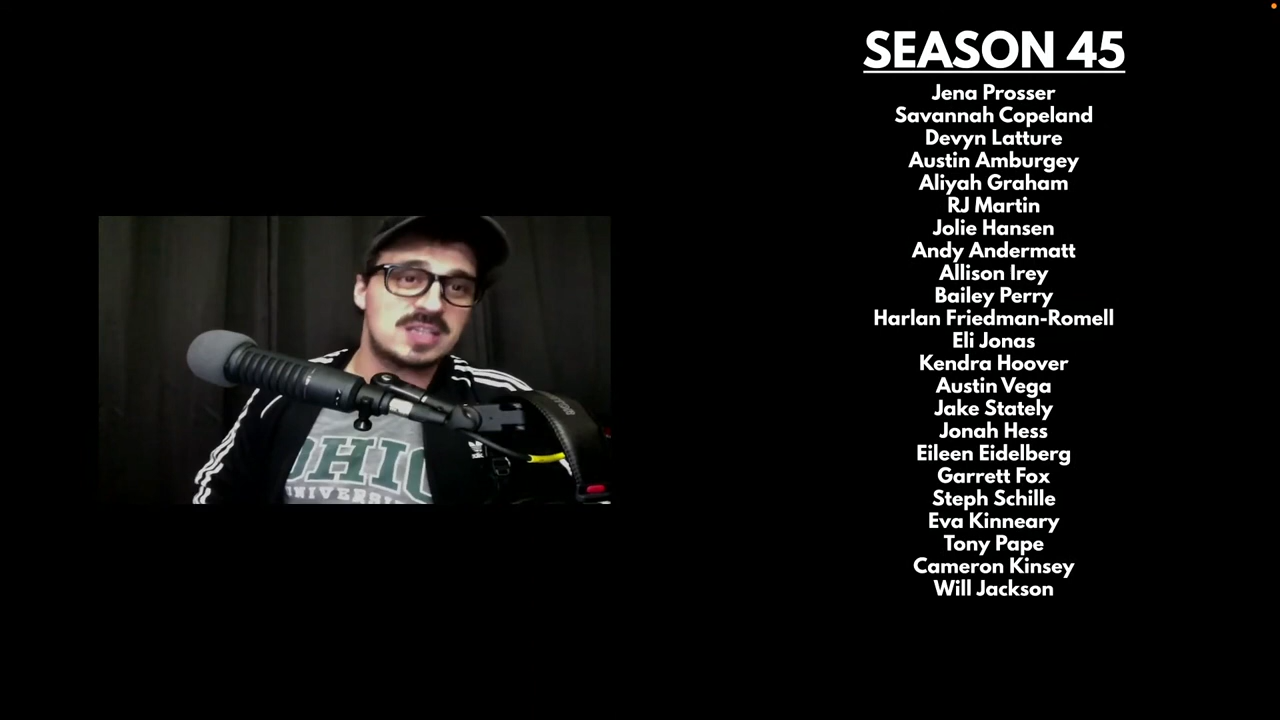 SEASON 45
Jena Prosser
Savannah Copeland
Devyn Latture
Austin Amburgey
Aliyah Graham
RJ Martin
Jolie Hansen
Andy Andermatt
Allison Irey
Bailey Perry
Harlan Friedman-Romell
Eli Jonas
Kendra Hoover
Austin Vega
Jake Stately
Jonah Hess
Eileen Eidelberg
Garrett Fox
Steph Schille
Eva Kinneary
Tony Pape
Cameron Kinsey
Will Jackson
OHIO
UNIVERSI